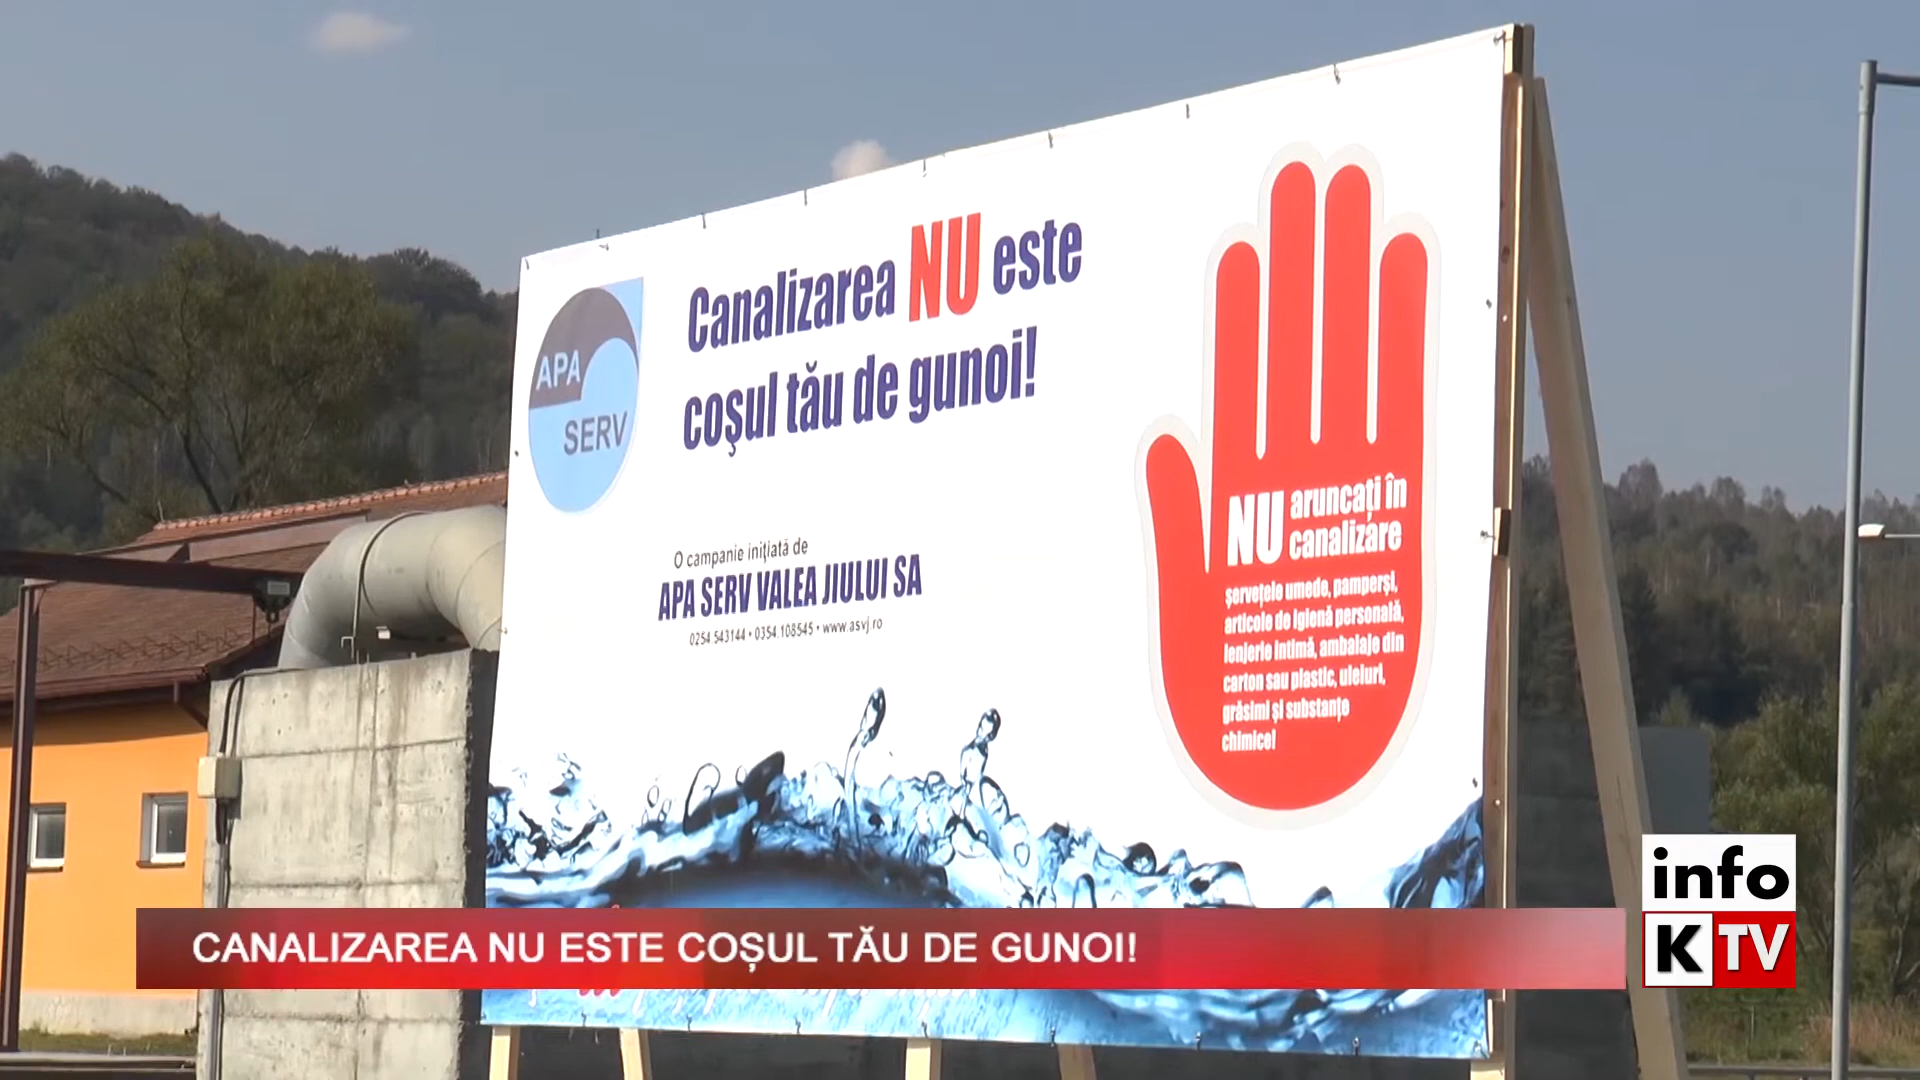 Canalizarea NU este
coşul tău de gunoi!
APA
SERV
O campanie iniţiată de
APA SERV VALEA JIULUI SA
0254 543144 • 0354.108545 • www.asvj.ro
NU aruncaţi în
canalizare
şerveţele umede, pamperşi,
articole de igienă personală,
lenjerie intimă, ambalaje din
carton sau plastic, uleiuri,
grăsimi şi substanţe
chimice!
CANALIZAREA NU ESTE COȘUL TĂU DE GUNOI!
info
K TV